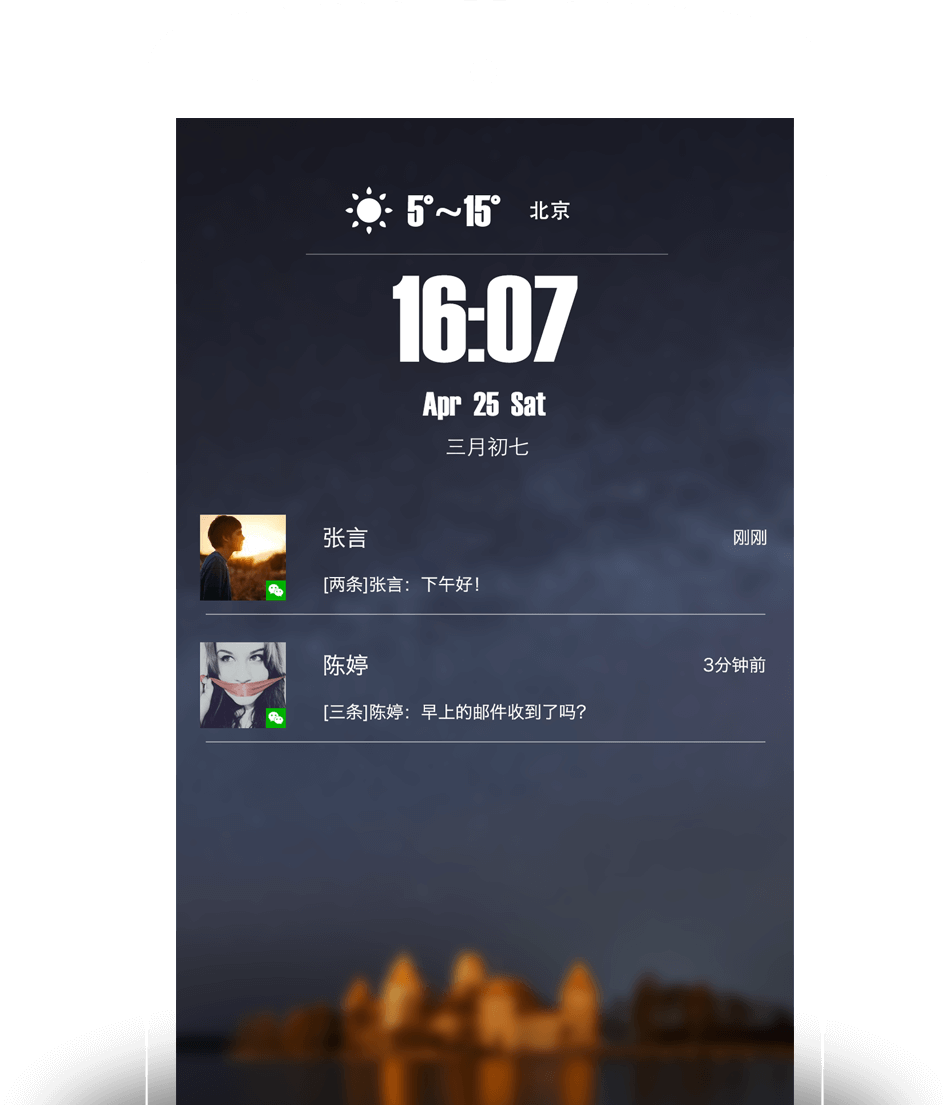 5°~15° 北京
16:07
Apr 25 Sat
三月初七
张言 刚刚
[两条]张言：下午好！
陈婷 3分钟前
[三条]陈婷：早上的邮件收到了吗?